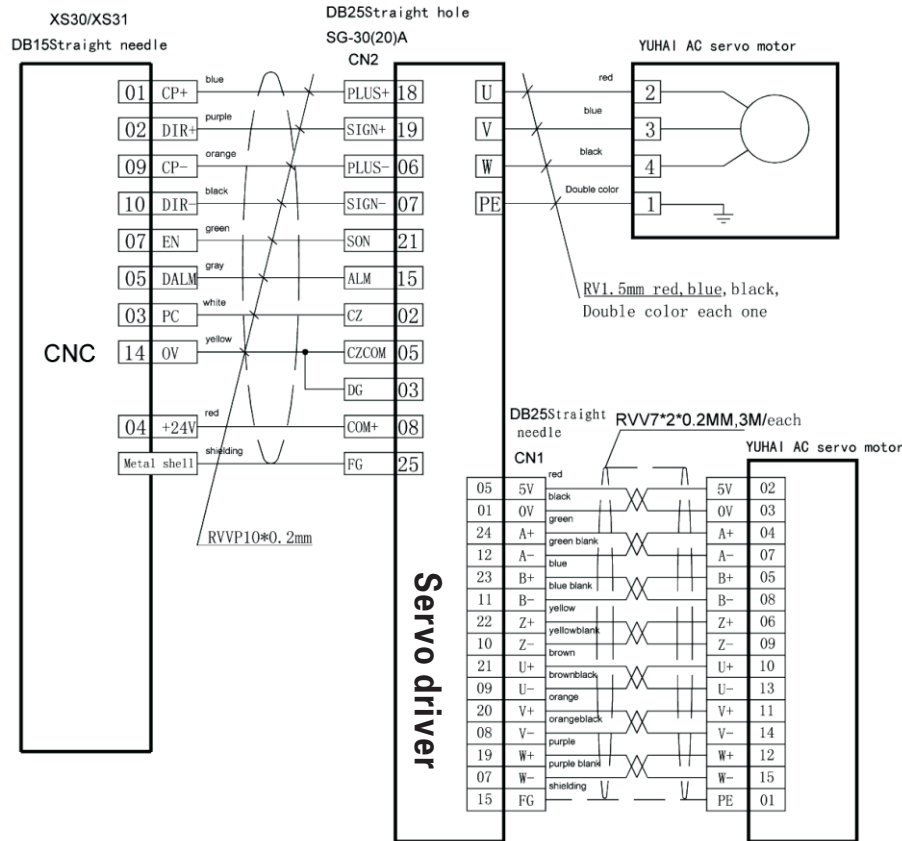 XS30/XS31
DB15Straight needle
DB25Straight hole
SG-30(20)A
CN2
YUHAI AC servo motor
01 CP+ blue PLUS+ 18
02 DIR+ purple SIGN+ 19
09 CP- orange PLUS- 06
10 DIR- black SIGN- 07
07 EN green SON 21
05 DALM gray ALM 15
03 PC white CZ 02
14 0V yellow CZCOM 05
DG 03
04 +24V red COM+ 08
Metal shell shielding FG 25
CNC
RVVP10*0.2mm
U red 2
V blue 3
W black 4
PE Double color 1
RV1.5mm red, blue, black,
Double color each one
Servo driver
DB25Straight
needle
CN1
RVV7*2*0.2MM,3M/each
YUHAI AC servo motor
05 5V red 5V 02
01 0V black 0V 03
24 A+ green A+ 04
12 A- green blank A- 07
23 B+ blue B+ 05
11 B- blue blank B- 08
22 Z+ yellow Z+ 06
10 Z- yellowblank Z- 09
21 U+ brown U+ 10
09 U- brownblack U- 13
20 V+ orange V+ 11
08 V- orangeblack V- 14
19 W+ purple W+ 12
07 W- purple blank W- 15
15 FG shielding PE 01